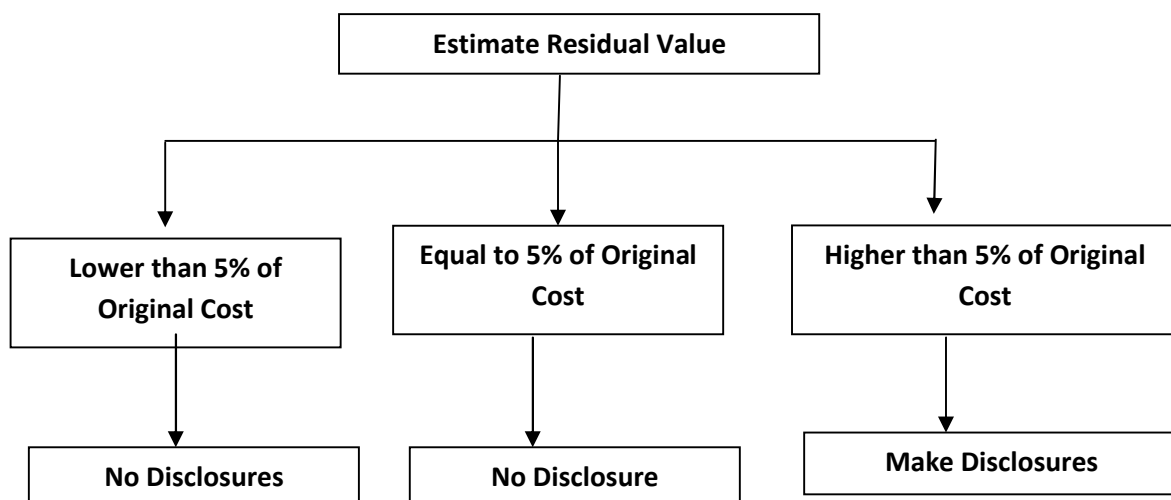 Estimate Residual Value
Lower than 5% of
Original Cost
Equal to 5% of Original
Cost
Higher than 5% of Original
Cost
No Disclosures
No Disclosure
Make Disclosures